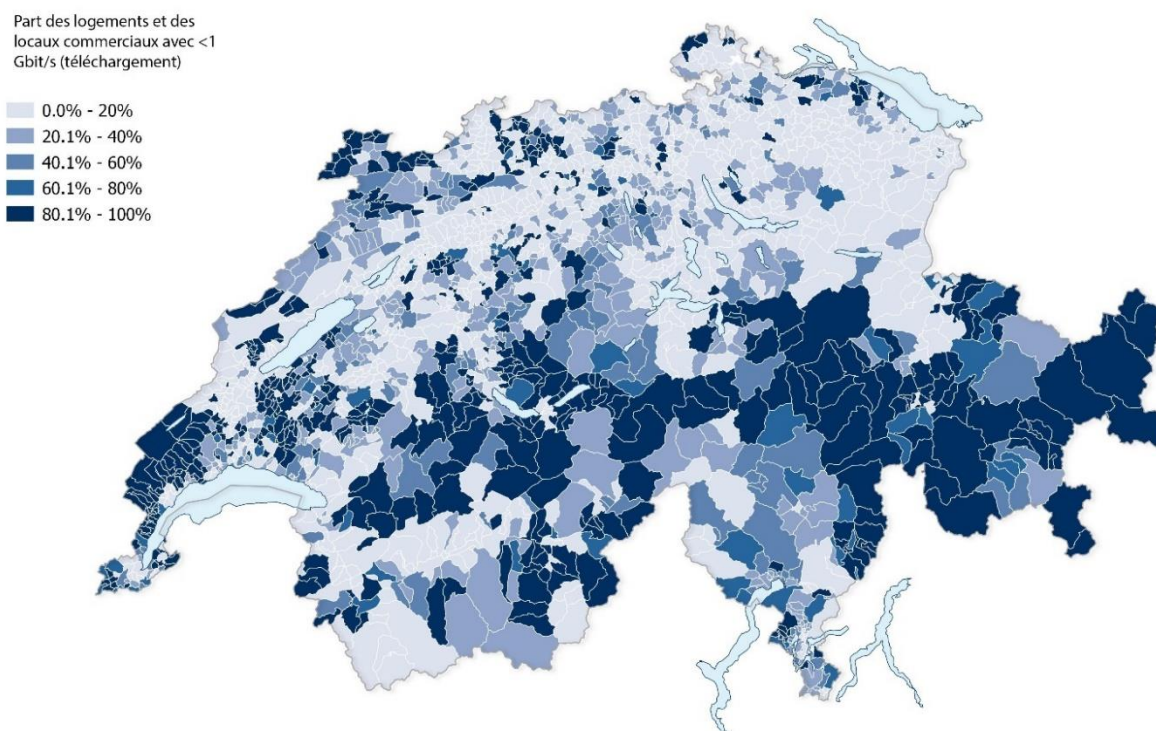 Part des logements et des
locaux commerciaux avec <1
Gbit/s (téléchargement)
0.0% - 20%
20.1% - 40%
40.1% - 60%
60.1% - 80%
80.1% - 100%